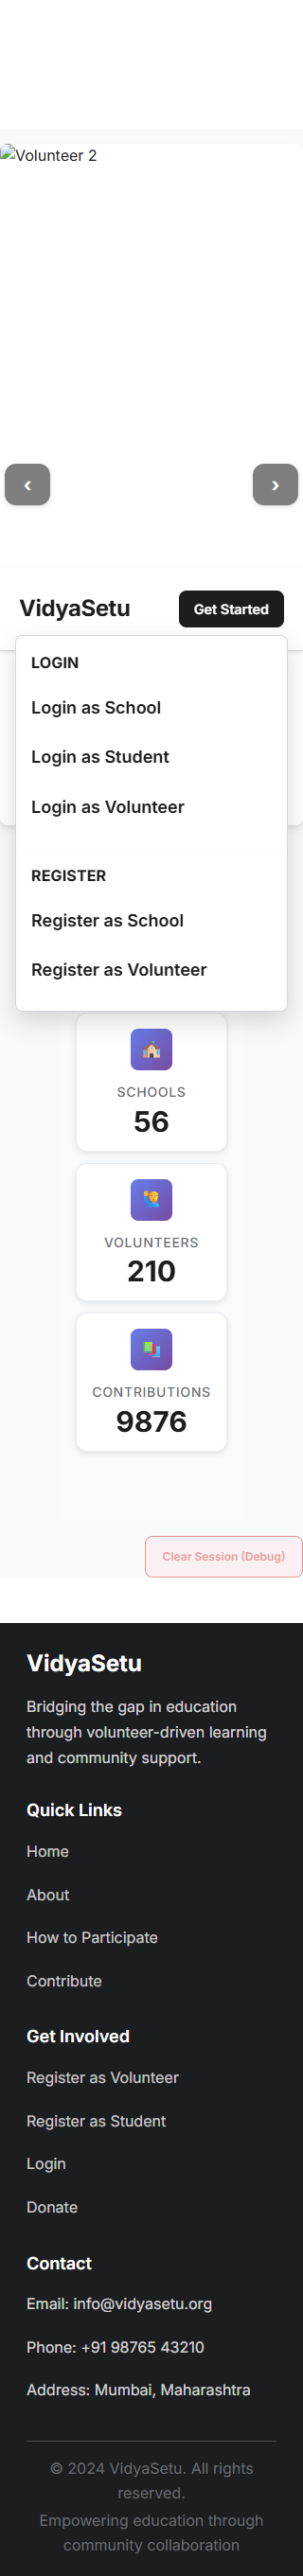 Volunteer 2
‹
›
VidyaSetu
Get Started
LOGIN
Login as School
Login as Student
Login as Volunteer
REGISTER
Register as School
Register as Volunteer
SCHOOLS
56
VOLUNTEERS
210
CONTRIBUTIONS
9876
Clear Session (Debug)
VidyaSetu
Bridging the gap in education
through volunteer-driven learning
and community support.
Quick Links
Home
About
How to Participate
Contribute
Get Involved
Register as Volunteer
Register as Student
Login
Donate
Contact
Email: info@vidyasetu.org
Phone: +91 98765 43210
Address: Mumbai, Maharashtra
© 2024 VidyaSetu. All rights
reserved.
Empowering education through
community collaboration